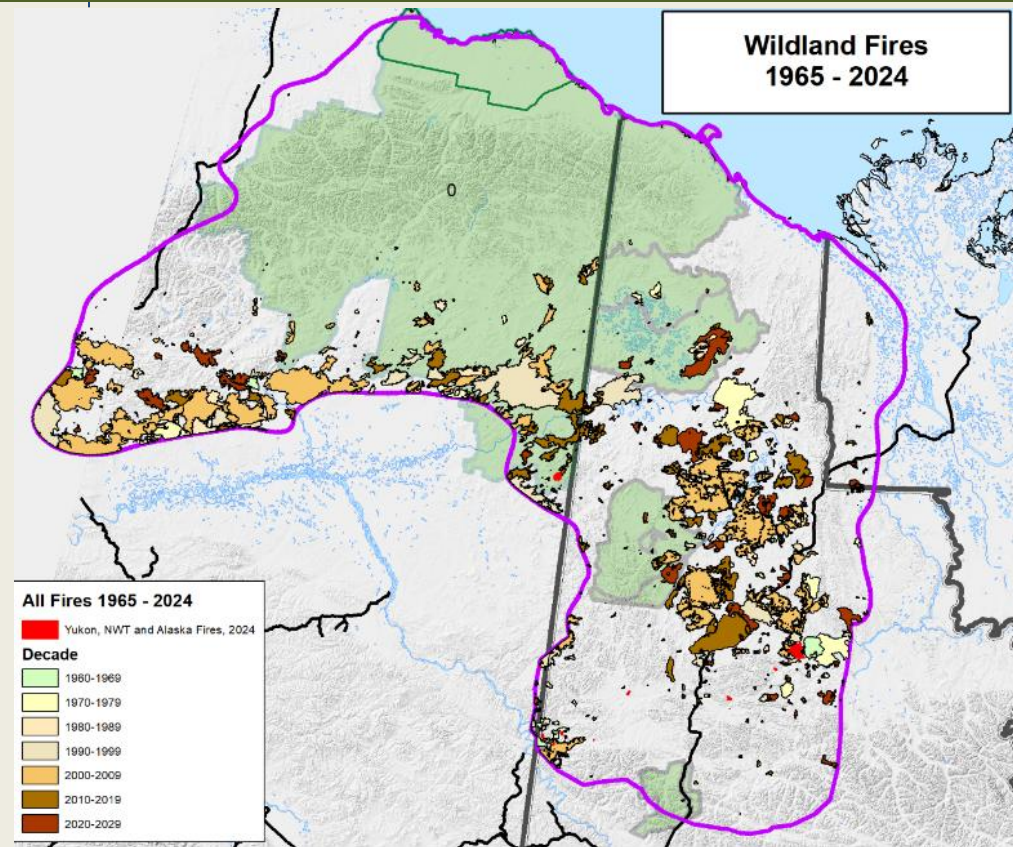 Wildland Fires
1965 - 2024
0
All Fires 1965 - 2024
Yukon, NWT and Alaska Fires, 2024
Decade
1960-1969
1970-1979
1980-1989
1990-1999
2000-2009
2010-2019
2020-2029